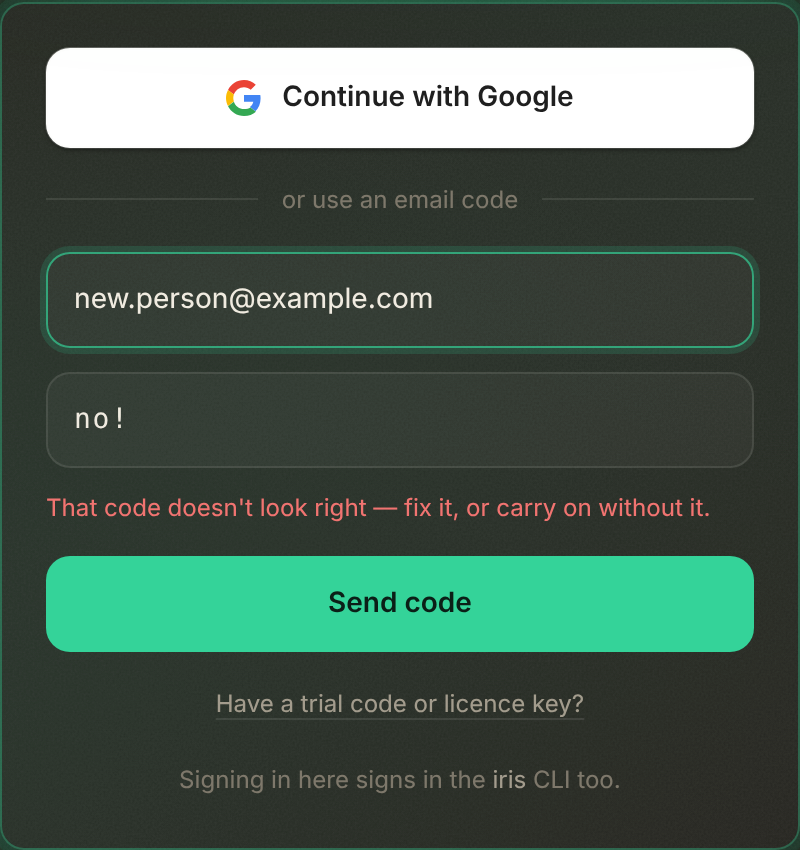 Continue with Google
or use an email code
new.person@example.com
no!
That code doesn't look right — fix it, or carry on without it.
Send code
Have a trial code or licence key?
Signing in here signs in the iris CLI too.